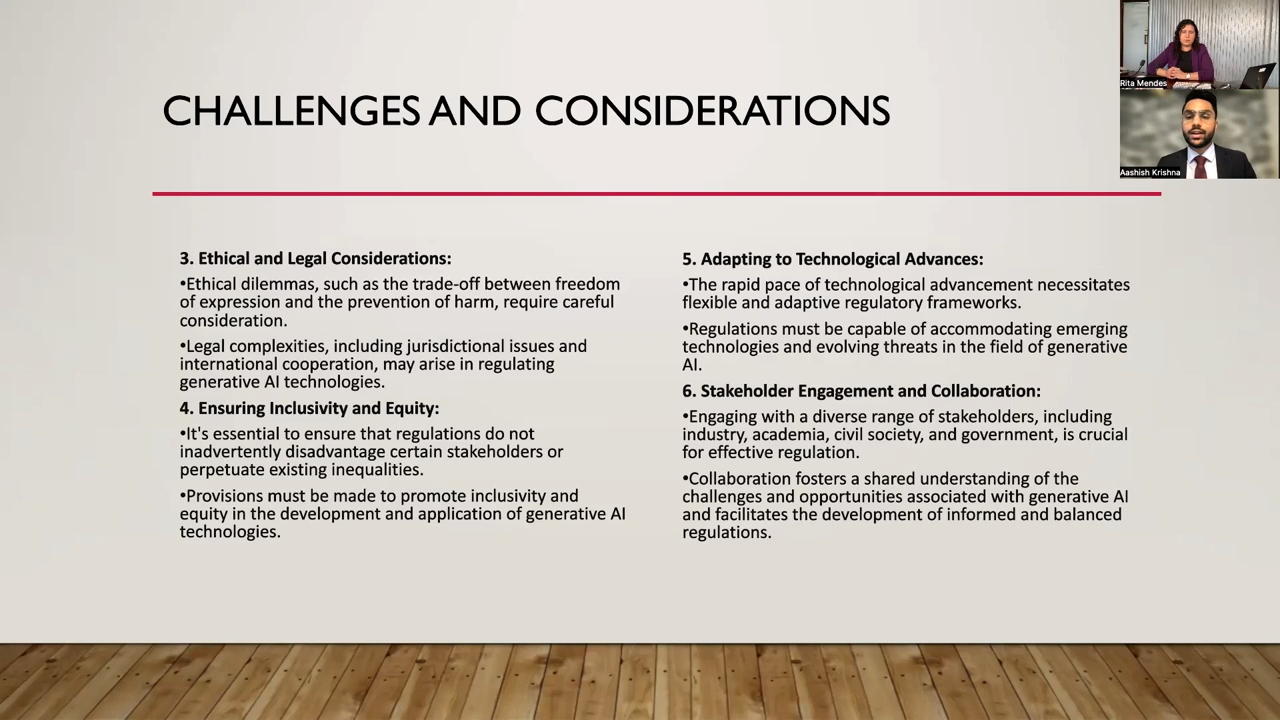 CHALLENGES AND CONSIDERATIONS
Rita Mendes
Aashish Krishna
3. Ethical and Legal Considerations:
•Ethical dilemmas, such as the trade-off between freedom
of expression and the prevention of harm, require careful
consideration.
•Legal complexities, including jurisdictional issues and
international cooperation, may arise in regulating
generative AI technologies.
4. Ensuring Inclusivity and Equity:
•It's essential to ensure that regulations do not
inadvertently disadvantage certain stakeholders or
perpetuate existing inequalities.
•Provisions must be made to promote inclusivity and
equity in the development and application of generative AI
technologies.
5. Adapting to Technological Advances:
•The rapid pace of technological advancement necessitates
flexible and adaptive regulatory frameworks.
•Regulations must be capable of accommodating emerging
technologies and evolving threats in the field of generative
AI.
6. Stakeholder Engagement and Collaboration:
•Engaging with a diverse range of stakeholders, including
industry, academia, civil society, and government, is crucial
for effective regulation.
•Collaboration fosters a shared understanding of the
challenges and opportunities associated with generative AI
and facilitates the development of informed and balanced
regulations.